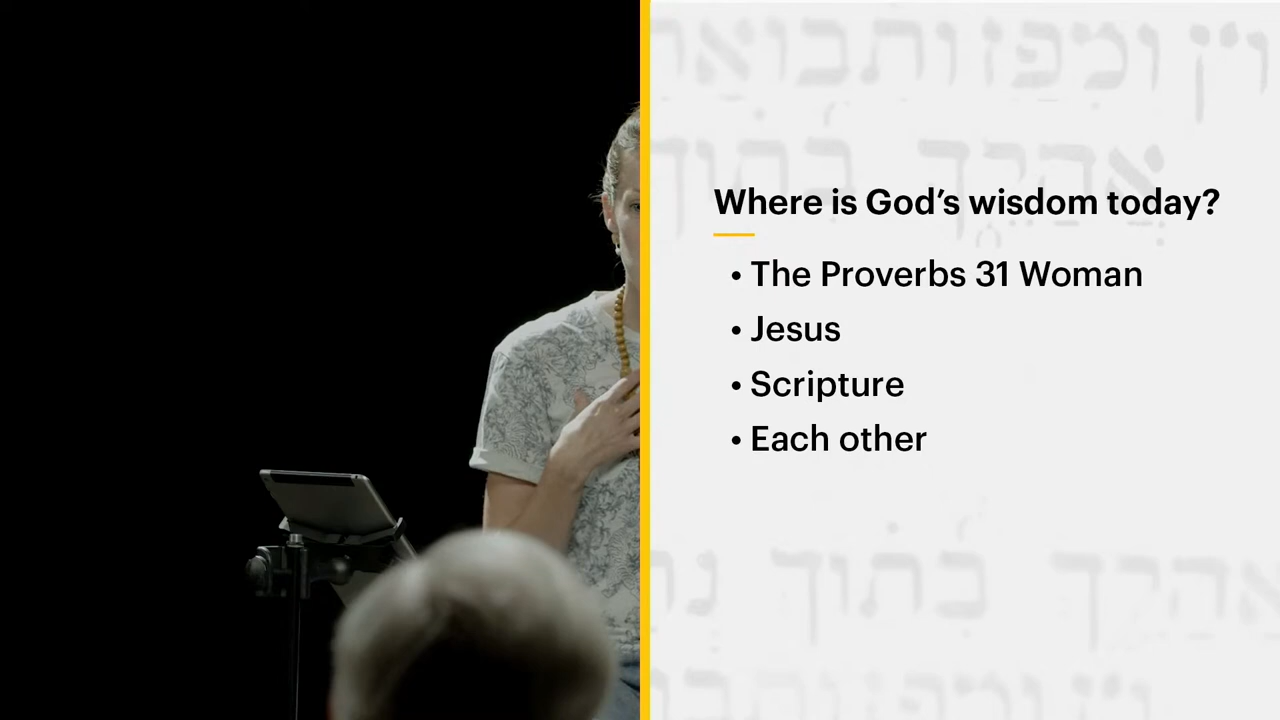 Where is God's wisdom today?
• The Proverbs 31 Woman
• Jesus
• Scripture
• Each other